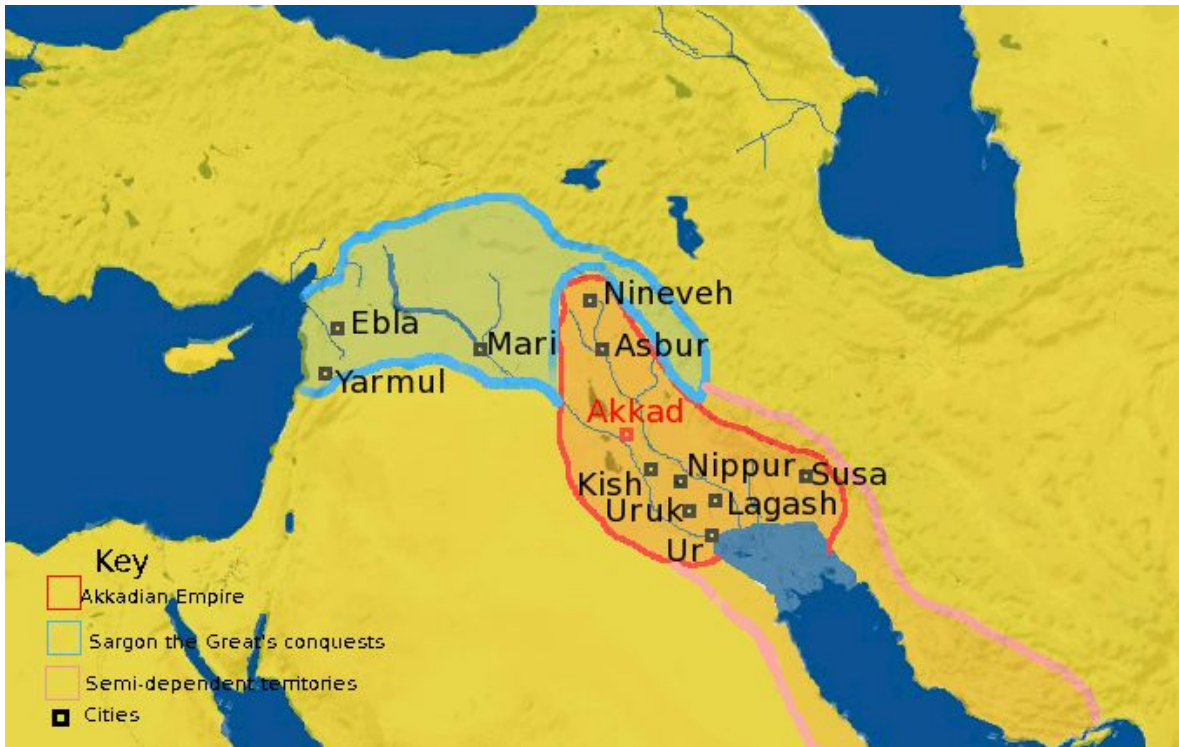 Nineveh
Ebla
Mari
Asbur
Yarmul
Akkad
Nippur
Susa
Kish
Lagash
Uruk
Ur
Key
Akkadian Empire
Sargon the Great's conquests
Semi-dependent territories
Cities